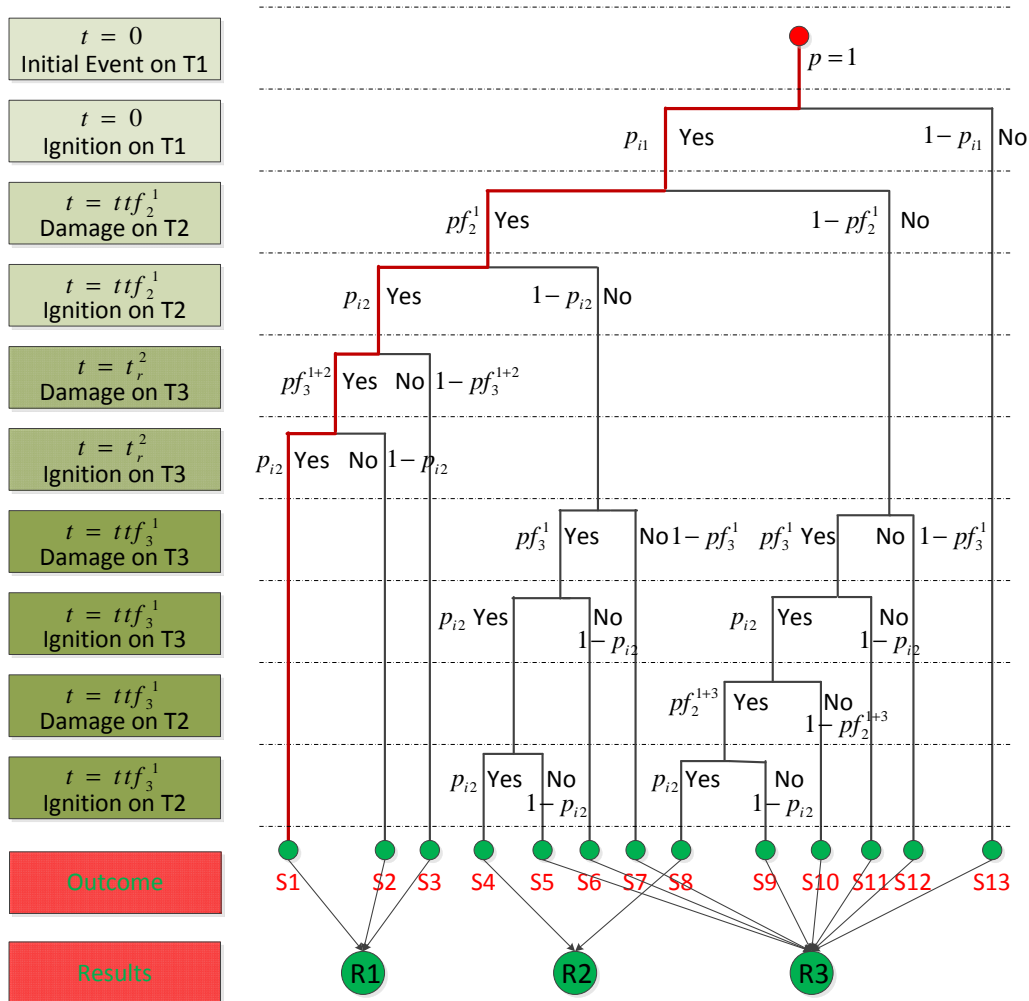 t = 0
Initial Event on T1
p = 1
t = 0
Ignition on T1
p_{i1} Yes 1 − p_{i1} No
t = ttf_2^1
Damage on T2
pf_2^1 Yes 1 − pf_2^1 No
t = ttf_2^1
Ignition on T2
p_{i2} Yes 1 − p_{i2} No
t = t_r^2
Damage on T3
pf_3^{1+2} Yes No 1 − pf_3^{1+2}
t = t_r^2
Ignition on T3
p_{i2} Yes No 1 − p_{i2}
t = ttf_3^1
Damage on T3
pf_3^1 Yes No 1 − pf_3^1 pf_3^1 Yes No 1 − pf_3^1
t = ttf_3^1
Ignition on T3
p_{i2} Yes No 1 − p_{i2} p_{i2} Yes No 1 − p_{i2}
t = ttf_3^1
Damage on T2
pf_2^{1+3} Yes No 1 − pf_2^{1+3}
t = ttf_3^1
Ignition on T2
p_{i2} Yes No 1 − p_{i2} p_{i2} Yes No 1 − p_{i2}
Outcome
S1 S2 S3 S4 S5 S6 S7 S8 S9 S10 S11 S12 S13
Results
R1 R2 R3